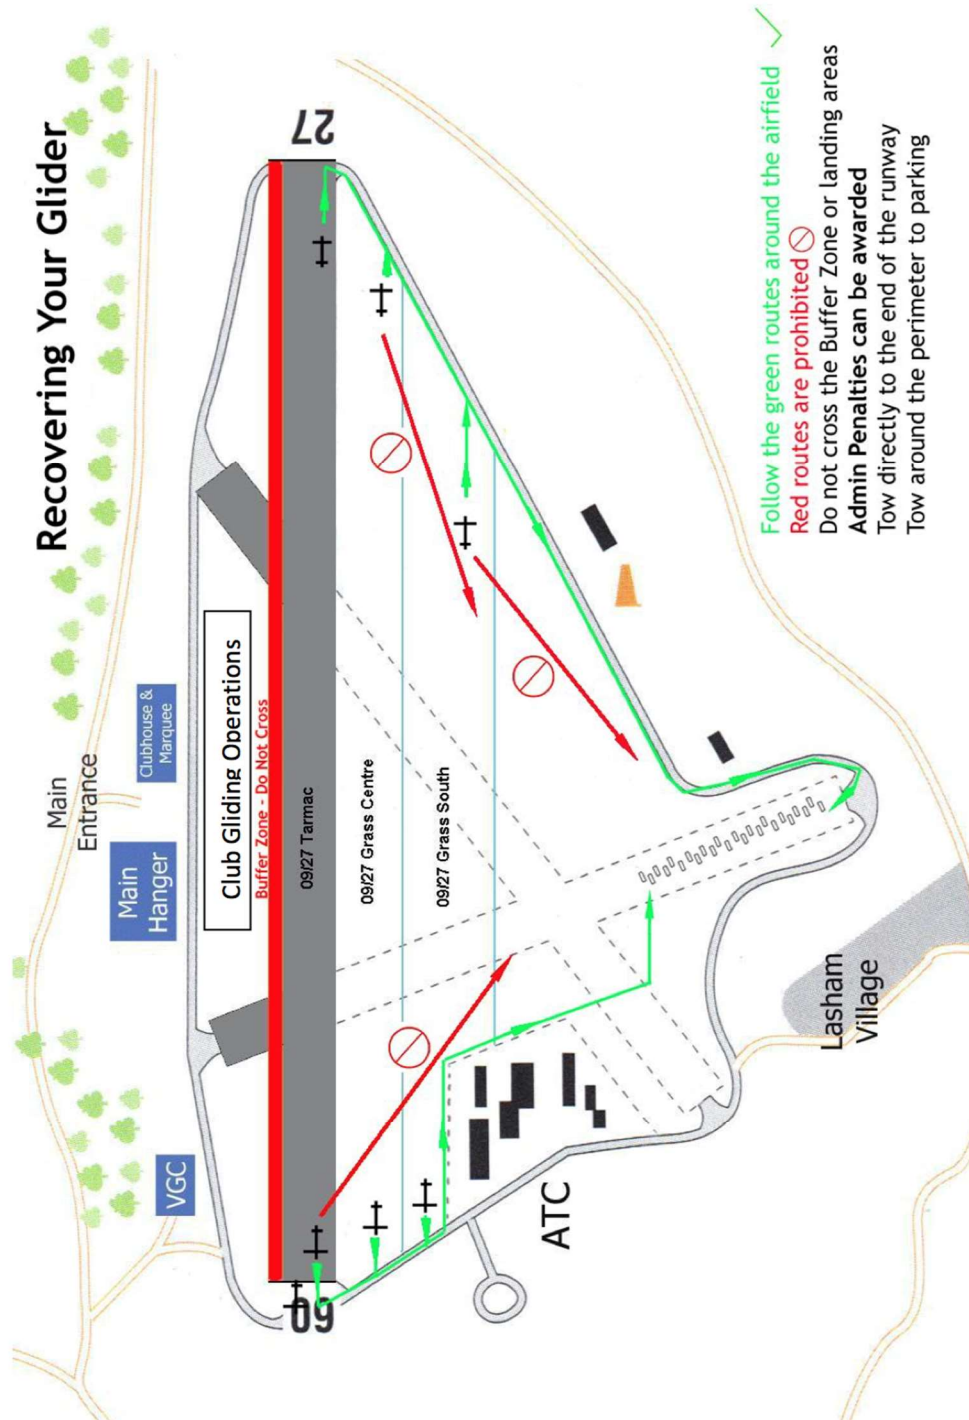 Recovering Your Glider
Main
Entrance
Clubhouse &
Marquee
Main
Hanger
VGC
Club Gliding Operations
Buffer Zone - Do Not Cross
09/27 Tarmac
09/27 Grass Centre
09/27 Grass South
27
09
ATC
Lasham
Village
Follow the green routes around the airfield
Red routes are prohibited
Do not cross the Buffer Zone or landing areas
Admin Penalties can be awarded
Tow directly to the end of the runway
Tow around the perimeter to parking